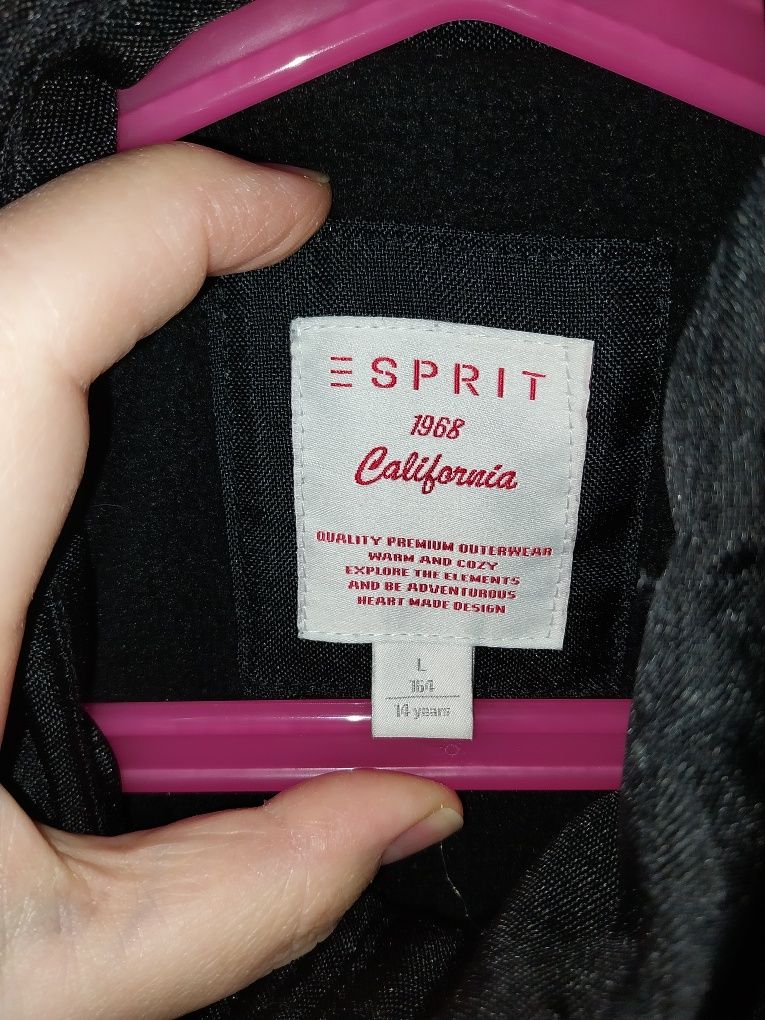 ESPRIT
1968
California
QUALITY PREMIUM OUTERWEAR
WARM AND COZY
EXPLORE THE ELEMENTS
AND BE ADVENTUROUS
HEART MADE DESIGN
L
164
14 years